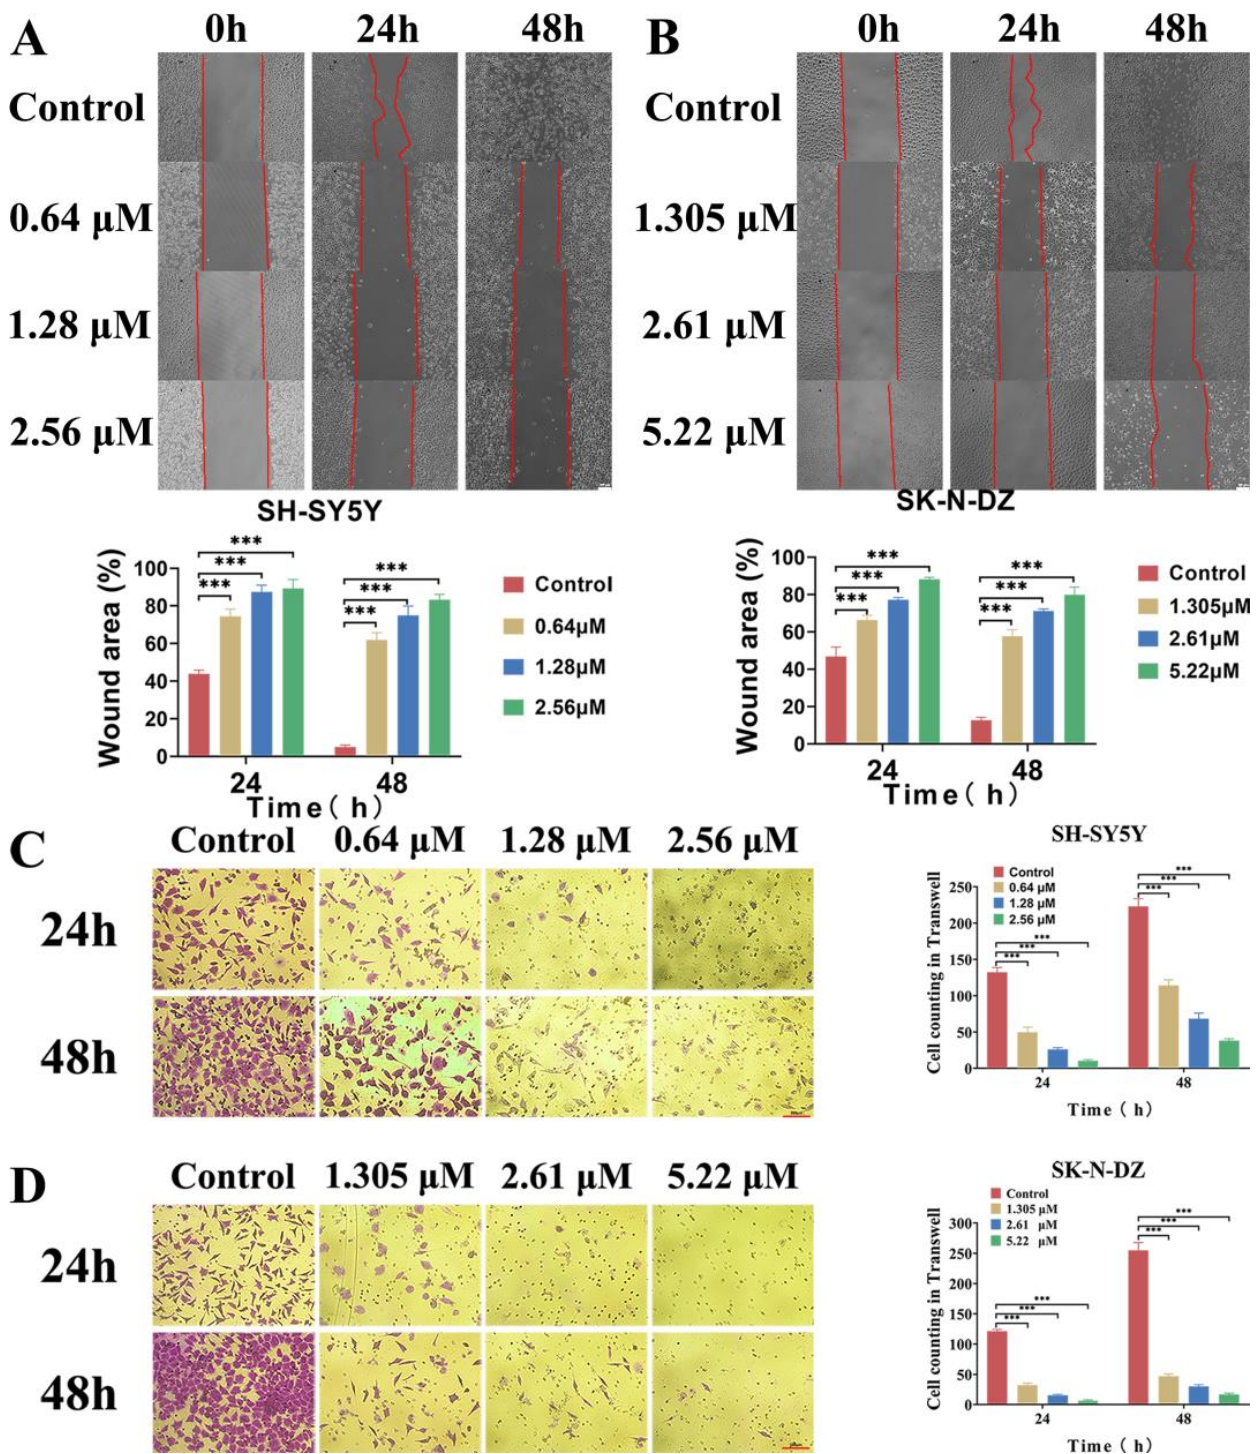 A 0h 24h 48h
Control
0.64 μM
1.28 μM
2.56 μM
SH-SY5Y
Wound area (%)
100
80
60
40
20
0
*** *** ***
*** *** ***
24 48
Time( h)
Control
0.64μM
1.28μM
2.56μM
B 0h 24h 48h
Control
1.305 μM
2.61 μM
5.22 μM
SK-N-DZ
Wound area (%)
100
80
60
40
20
0
*** *** ***
*** *** ***
24 48
Time( h)
Control
1.305μM
2.61μM
5.22μM
C Control 0.64 μM 1.28 μM 2.56 μM
24h
48h
SH-SY5Y
Control
0.64 μM
1.28 μM
2.56 μM
Cell counting in Transwell
250
200
150
100
50
0
*** *** ***
*** *** ***
24 48
Time ( h)
D Control 1.305 μM 2.61 μM 5.22 μM
24h
48h
SK-N-DZ
Control
1.305 μM
2.61 μM
5.22 μM
Cell counting in Transwell
300
250
200
150
100
50
0
*** *** ***
*** *** ***
24 48
Time ( h)